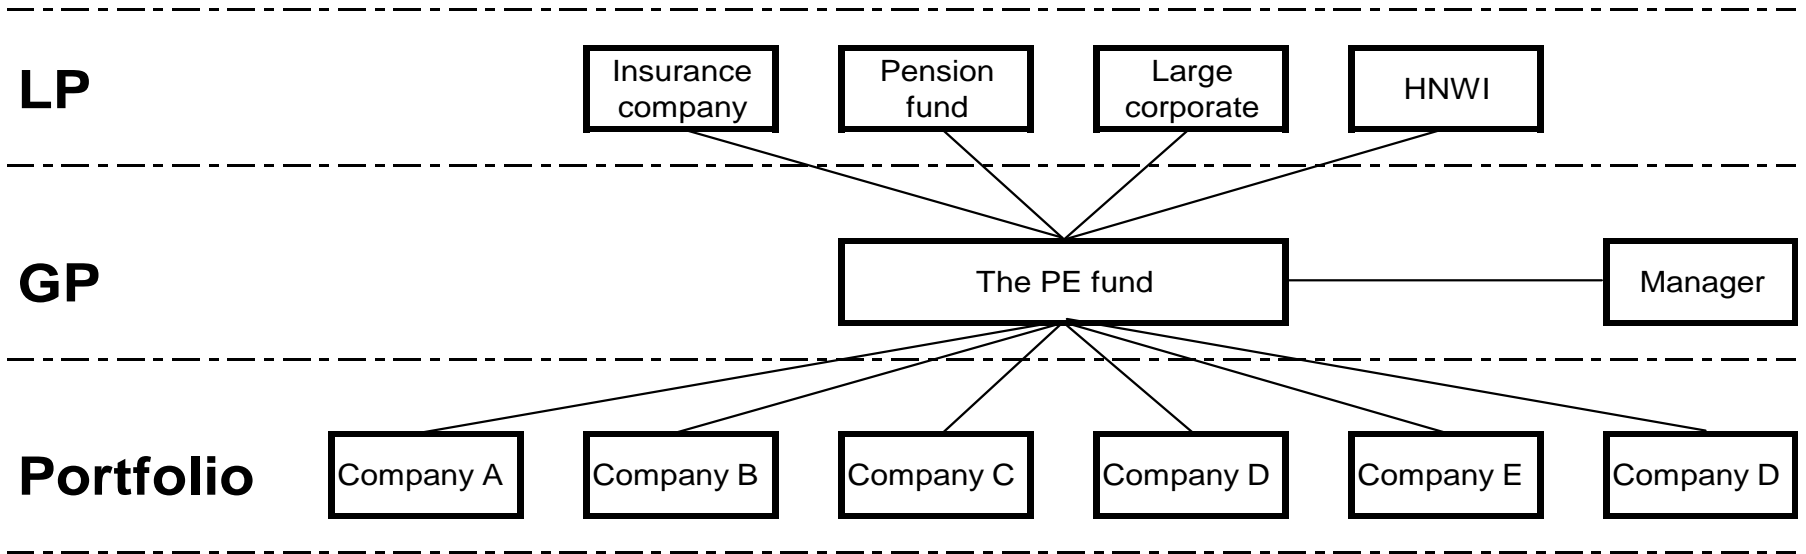 LP
Insurance
company
Pension
fund
Large
corporate
HNWI
GP
The PE fund
Manager
Portfolio
Company A
Company B
Company C
Company D
Company E
Company D